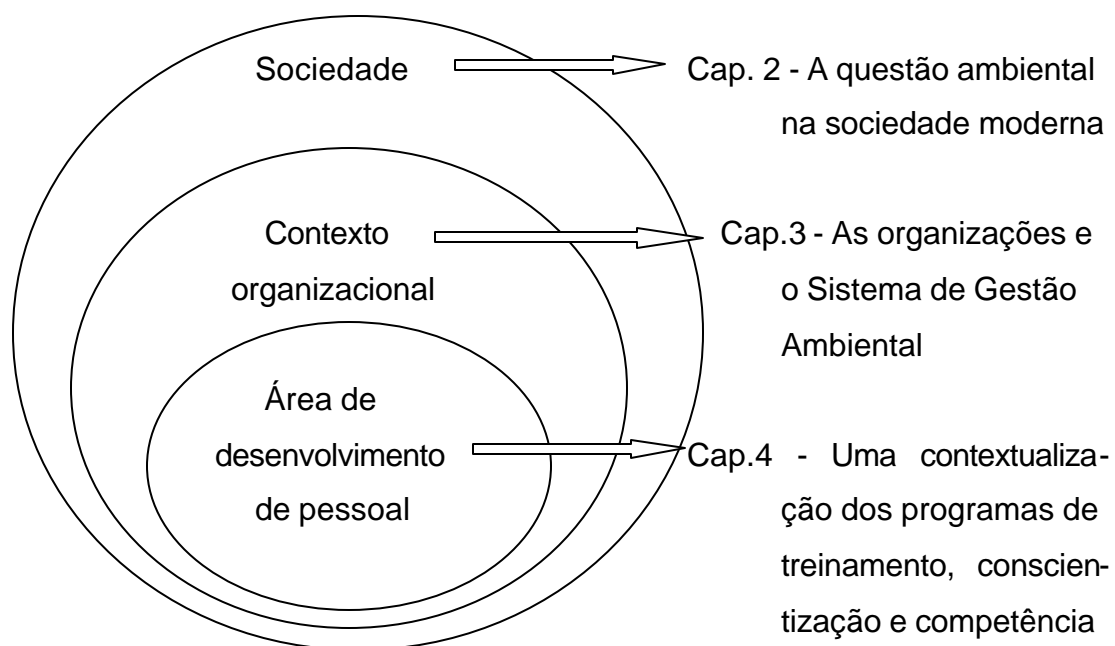 Sociedade
Cap. 2 - A questão ambiental
na sociedade moderna
Contexto
organizacional
Cap.3 - As organizações e
o Sistema de Gestão
Ambiental
Área de
desenvolvimento
de pessoal
Cap.4 - Uma contextualiza-
ção dos programas de
treinamento, conscien-
tização e competência